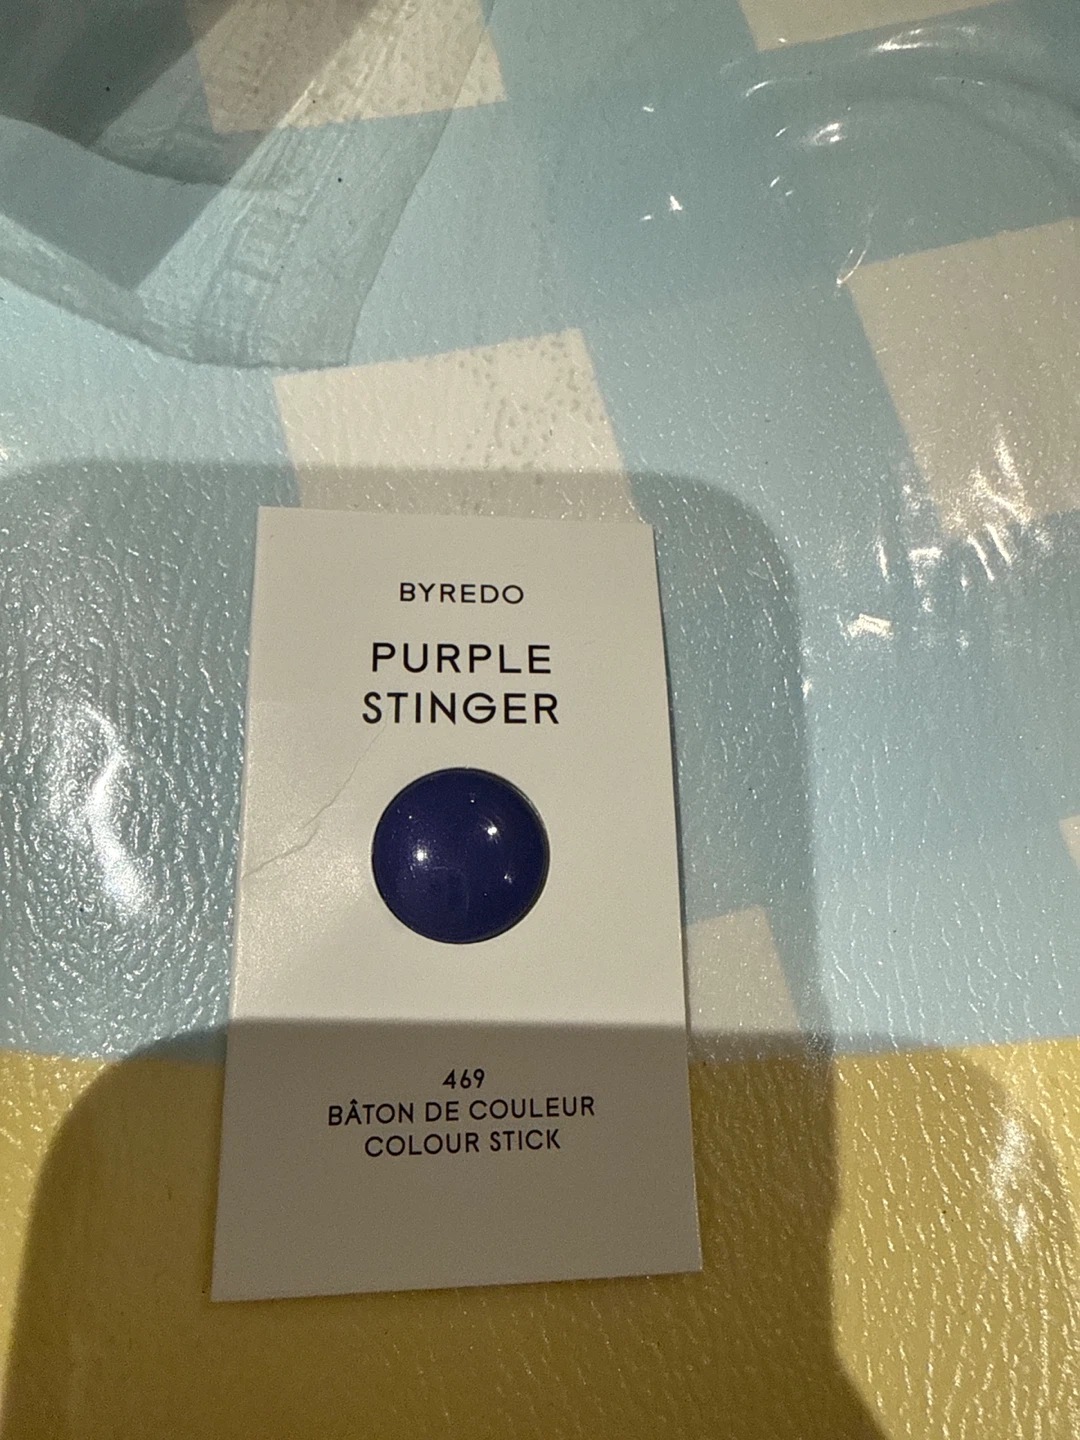 BYREDO
PURPLE
STINGER
469
BÂTON DE COULEUR
COLOUR STICK